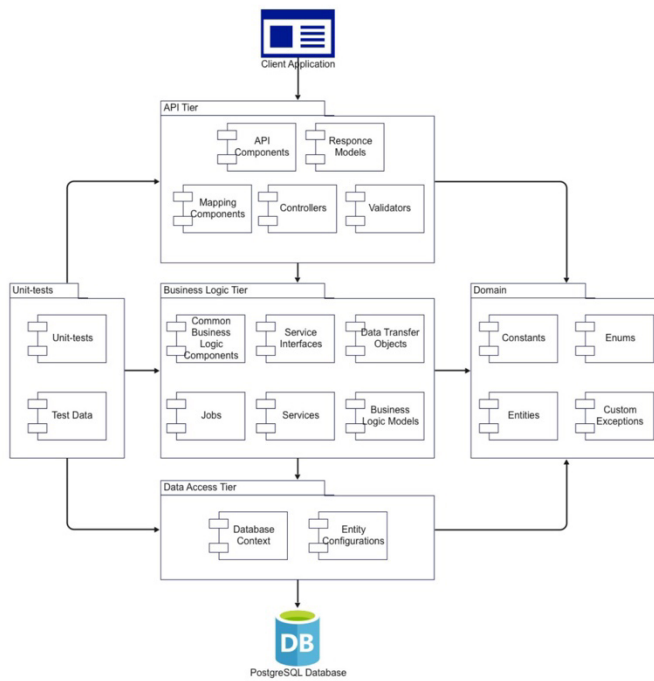 Client Application
API Tier
API
Components
Responce
Models
Mapping
Components
Controllers
Validators
Unit-tests
Unit-tests
Test Data
Business Logic Tier
Common
Business
Logic
Components
Service
Interfaces
Data Transfer
Objects
Jobs
Services
Business
Logic Models
Domain
Constants
Enums
Entities
Custom
Exceptions
Data Access Tier
Database
Context
Entity
Configurations
DB
PostgreSQL Database